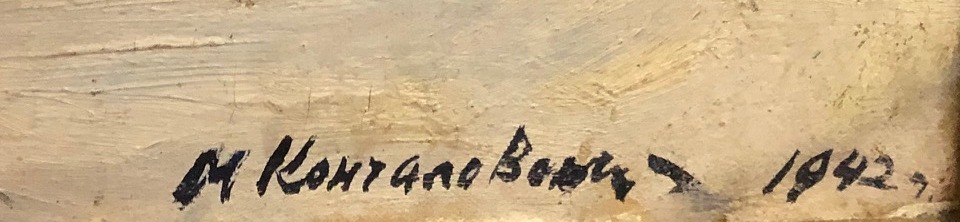 М Кончаловский 1942 г.